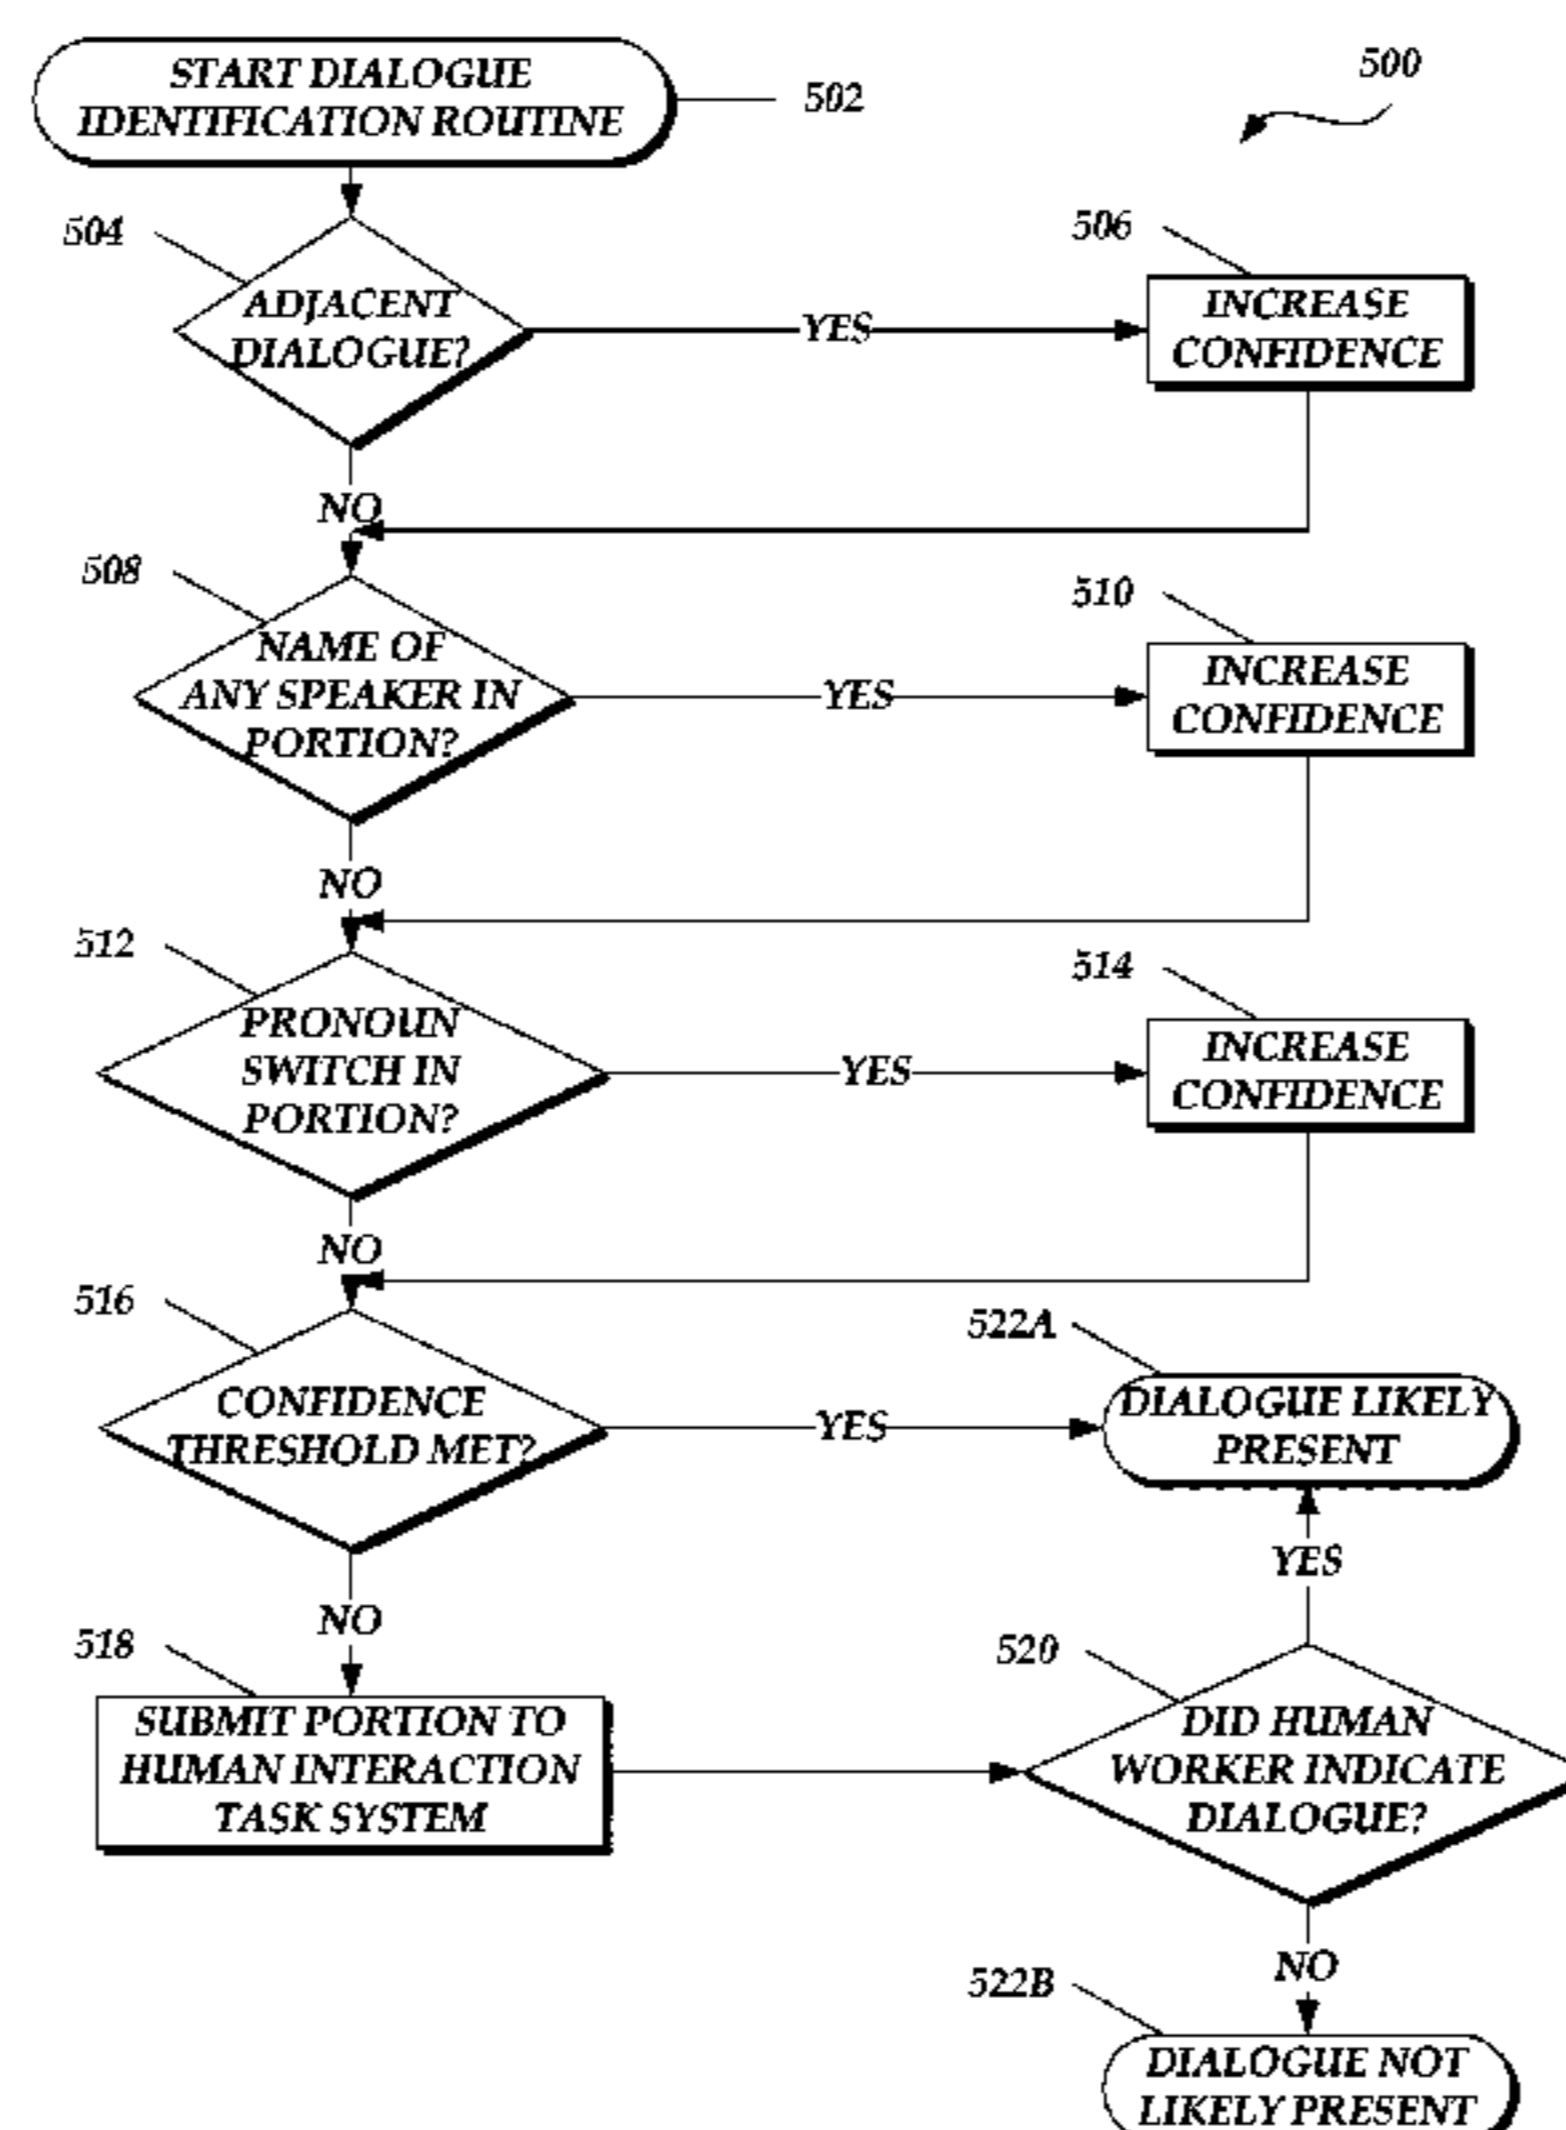 START DIALOGUE
IDENTIFICATION ROUTINE
502
500
504
ADJACENT
DIALOGUE?
YES
506
INCREASE
CONFIDENCE
NO
508
NAME OF
ANY SPEAKER IN
PORTION?
YES
510
INCREASE
CONFIDENCE
NO
512
PRONOUN
SWITCH IN
PORTION?
YES
514
INCREASE
CONFIDENCE
NO
516
CONFIDENCE
THRESHOLD MET?
YES
522A
DIALOGUE LIKELY
PRESENT
YES
NO
518
SUBMIT PORTION TO
HUMAN INTERACTION
TASK SYSTEM
520
DID HUMAN
WORKER INDICATE
DIALOGUE?
NO
522B
DIALOGUE NOT
LIKELY PRESENT